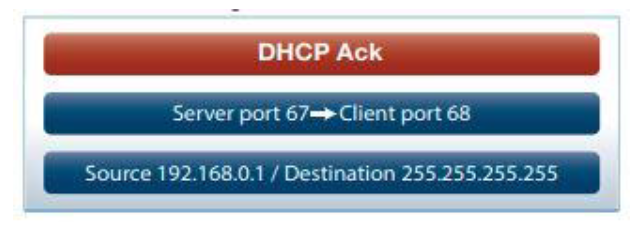 DHCP Ack
Server port 67→Client port 68
Source 192.168.0.1 / Destination 255.255.255.255